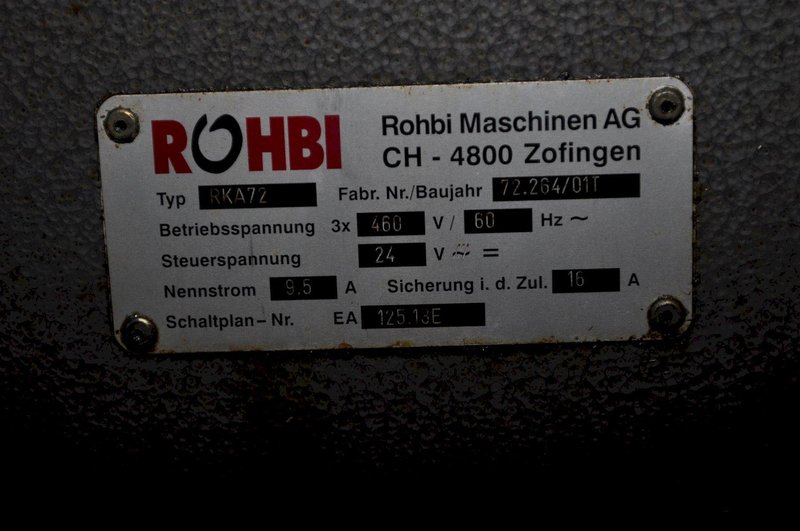 ROHBI
Rohbi Maschinen AG
CH - 4800 Zofingen
Typ RKA72 Fabr. Nr./Baujahr 72.264/01T
Betriebsspannung 3x 460 V / 60 Hz ~
Steuerspannung 24 V =
Nennstrom 9.5 A Sicherung i. d. Zul. 16 A
Schaltplan-Nr. EA 125.13E